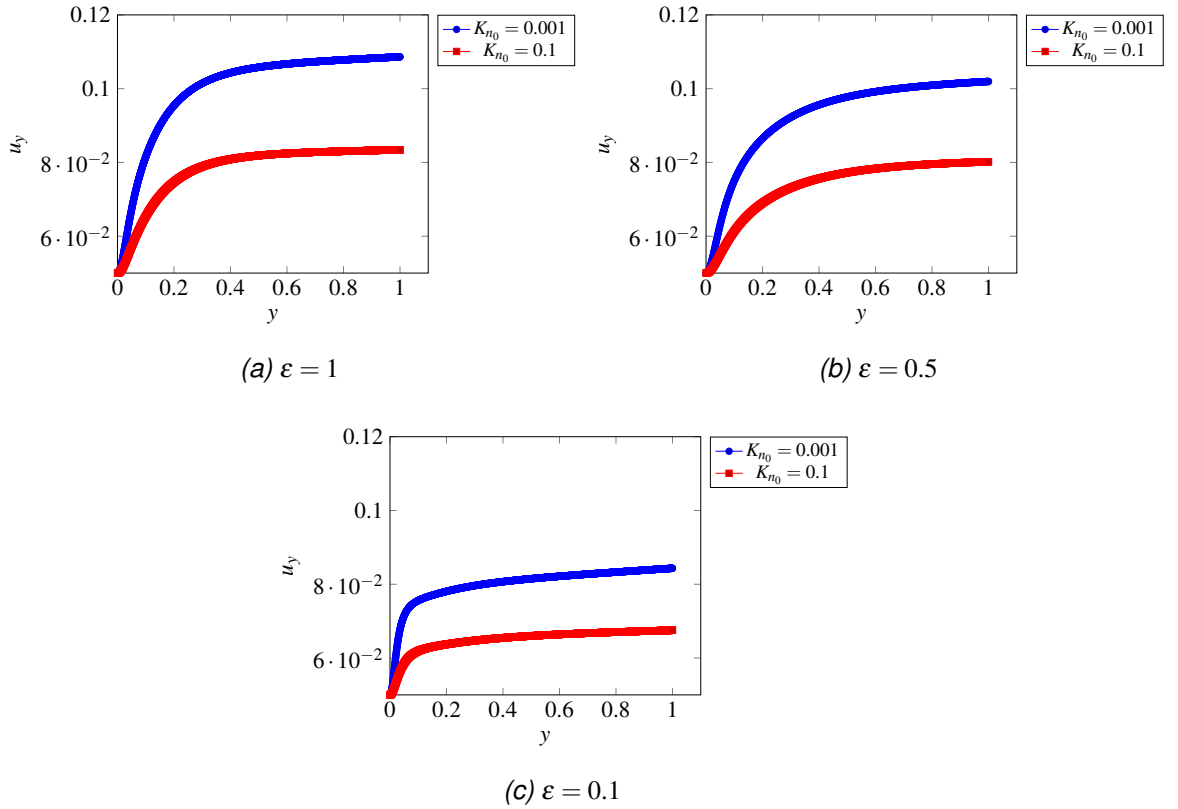 0.12
0.1
8 · 10⁻²
6 · 10⁻²
u_y
0 0.2 0.4 0.6 0.8 1
y
K_{n_0} = 0.001
K_{n_0} = 0.1
(a) ε = 1
0.12
0.1
8 · 10⁻²
6 · 10⁻²
u_y
0 0.2 0.4 0.6 0.8 1
y
K_{n_0} = 0.001
K_{n_0} = 0.1
(b) ε = 0.5
0.12
0.1
8 · 10⁻²
6 · 10⁻²
u_y
0 0.2 0.4 0.6 0.8 1
y
K_{n_0} = 0.001
K_{n_0} = 0.1
(c) ε = 0.1